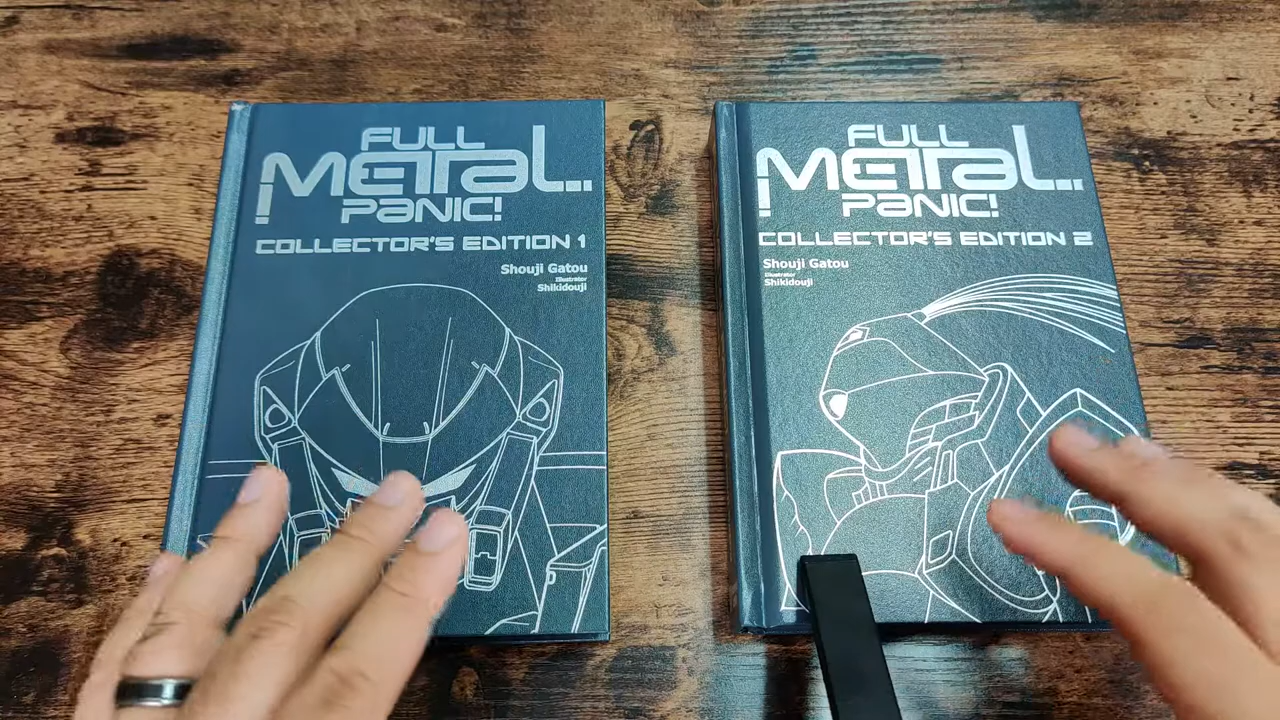 FULL
METAL
PANIC!
COLLECTOR'S EDITION 1
Shouji Gatou
Illustrator
Shikidouji
FULL
METAL
PANIC!
COLLECTOR'S EDITION 2
Shouji Gatou
Illustrator
Shikidouji